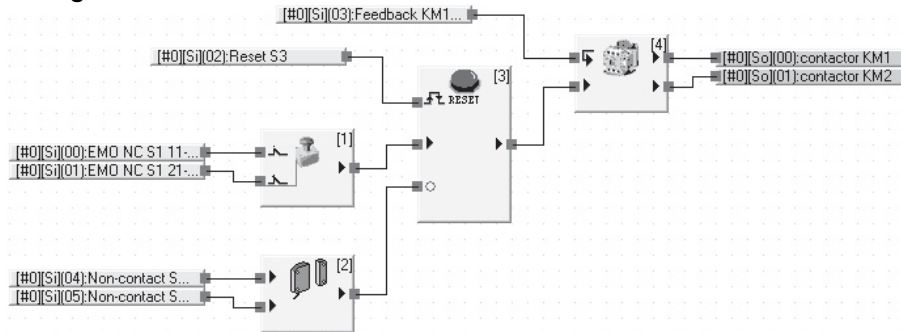 [#0][Si](03):Feedback KM1...
[4]
[#0][Si](02):Reset S3
[#0][So](00):contactor KM1
[#0][So](01):contactor KM2
[3]
RESET
[1]
[#0][Si](00):EMO NC S1 11-...
[#0][Si](01):EMO NC S1 21-...
[2]
[#0][Si](04):Non-contact S...
[#0][Si](05):Non-contact S...